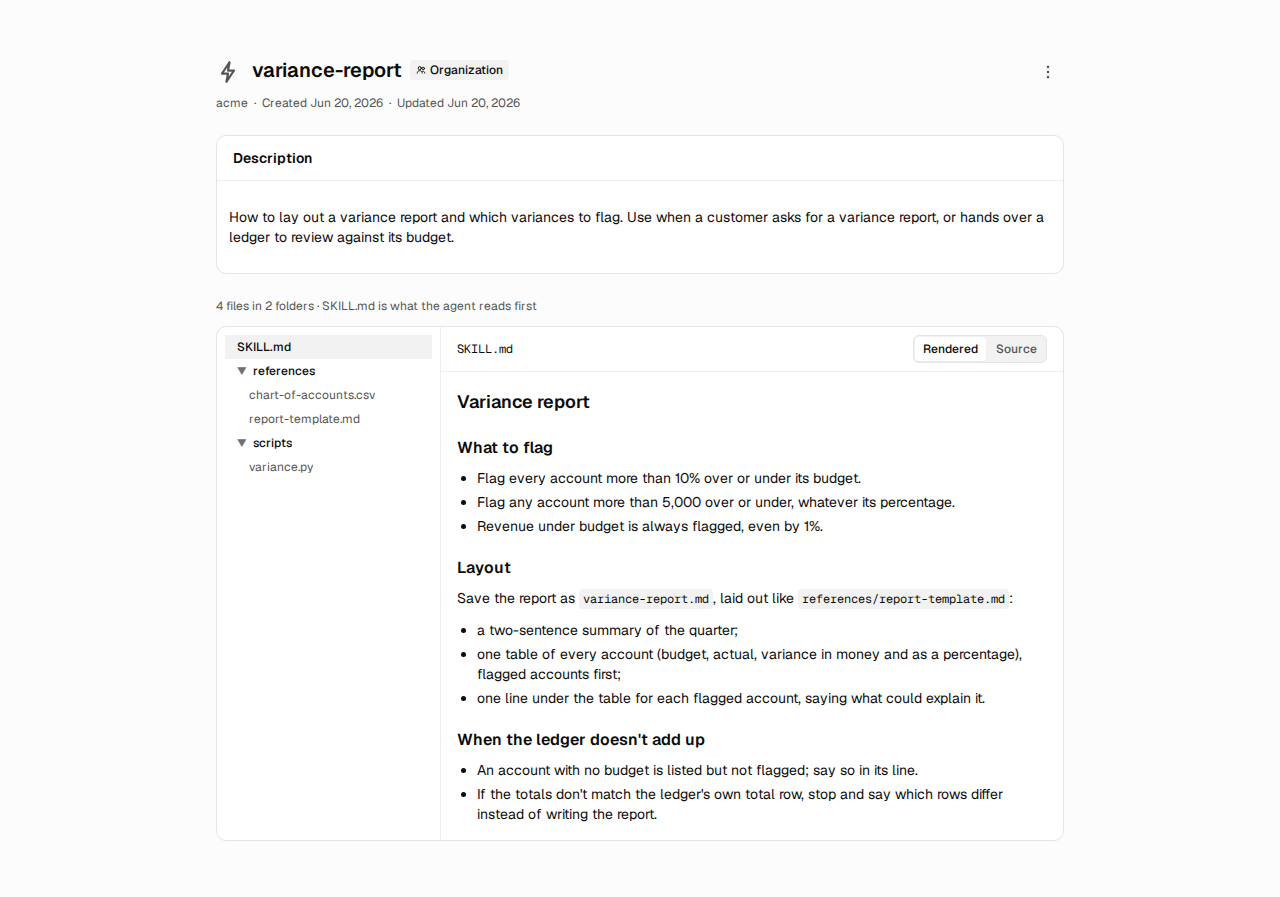 variance-report Organization
acme · Created Jun 20, 2026 · Updated Jun 20, 2026
Description
How to lay out a variance report and which variances to flag. Use when a customer asks for a variance report, or hands over a
ledger to review against its budget.
4 files in 2 folders · SKILL.md is what the agent reads first
SKILL.md
references
chart-of-accounts.csv
report-template.md
scripts
variance.py
SKILL.md
Rendered Source
Variance report
What to flag
• Flag every account more than 10% over or under its budget.
• Flag any account more than 5,000 over or under, whatever its percentage.
• Revenue under budget is always flagged, even by 1%.
Layout
Save the report as variance-report.md, laid out like references/report-template.md:
• a two-sentence summary of the quarter;
• one table of every account (budget, actual, variance in money and as a percentage),
flagged accounts first;
• one line under the table for each flagged account, saying what could explain it.
When the ledger doesn't add up
• An account with no budget is listed but not flagged; say so in its line.
• If the totals don't match the ledger's own total row, stop and say which rows differ
instead of writing the report.